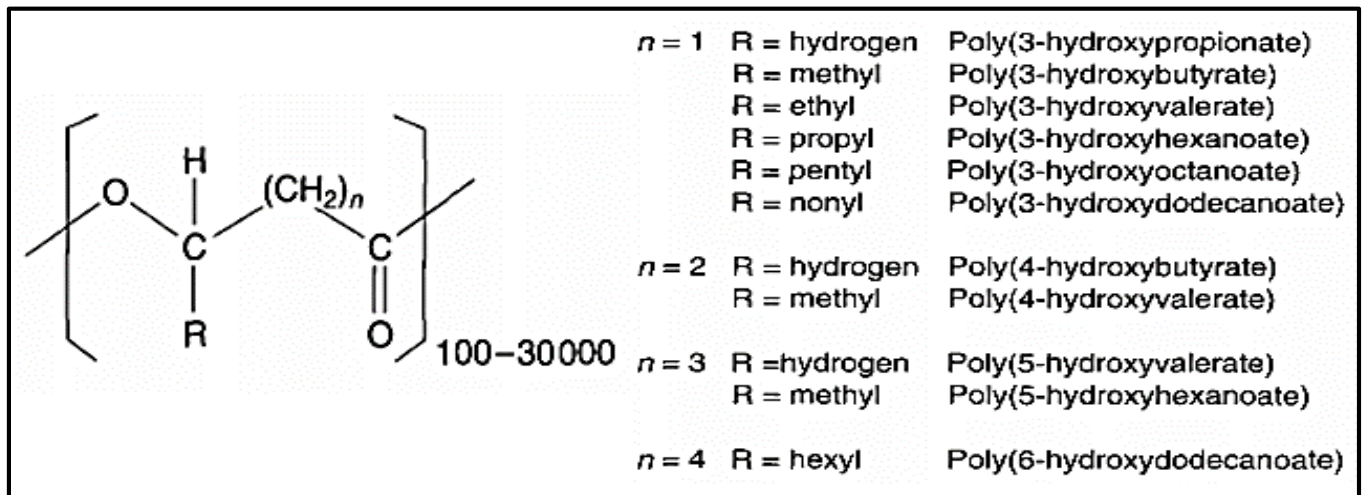 O
H
C
R
(CH₂)ₙ
C
O
100–30000
n = 1 R = hydrogen Poly(3-hydroxypropionate)
R = methyl Poly(3-hydroxybutyrate)
R = ethyl Poly(3-hydroxyvalerate)
R = propyl Poly(3-hydroxyhexanoate)
R = pentyl Poly(3-hydroxyoctanoate)
R = nonyl Poly(3-hydroxydodecanoate)
n = 2 R = hydrogen Poly(4-hydroxybutyrate)
R = methyl Poly(4-hydroxyvalerate)
n = 3 R =hydrogen Poly(5-hydroxyvalerate)
R = methyl Poly(5-hydroxyhexanoate)
n = 4 R = hexyl Poly(6-hydroxydodecanoate)